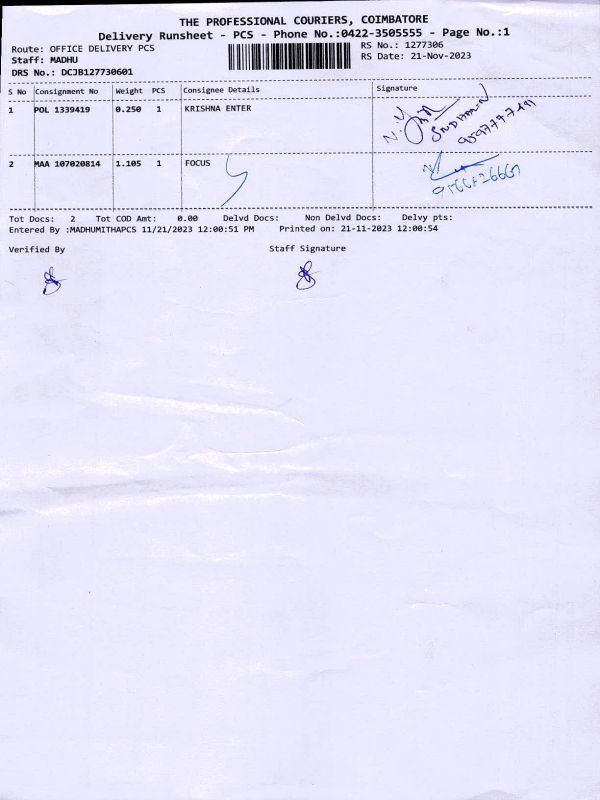 THE PROFESSIONAL COURIERS, COIMBATORE
Delivery Runsheet - PCS - Phone No.:0422-3505555 - Page No.:1
Route: OFFICE DELIVERY PCS
Staff: MADHU
DRS No.: DCJB127730601
RS No.: 1277306
RS Date: 21-Nov-2023
S No Consignment No Weight PCS Consignee Details Signature
1 POL 1339419 0.250 1 KRISHNA ENTER
2 MAA 107020814 1.105 1 FOCUS
Tot Docs: 2 Tot COD Amt: 0.00 Delvd Docs: Non Delvd Docs: Delvy pts:
Entered By :MADHUMITHAPCS 11/21/2023 12:00:51 PM Printed on: 21-11-2023 12:00:54
Verified By Staff Signature